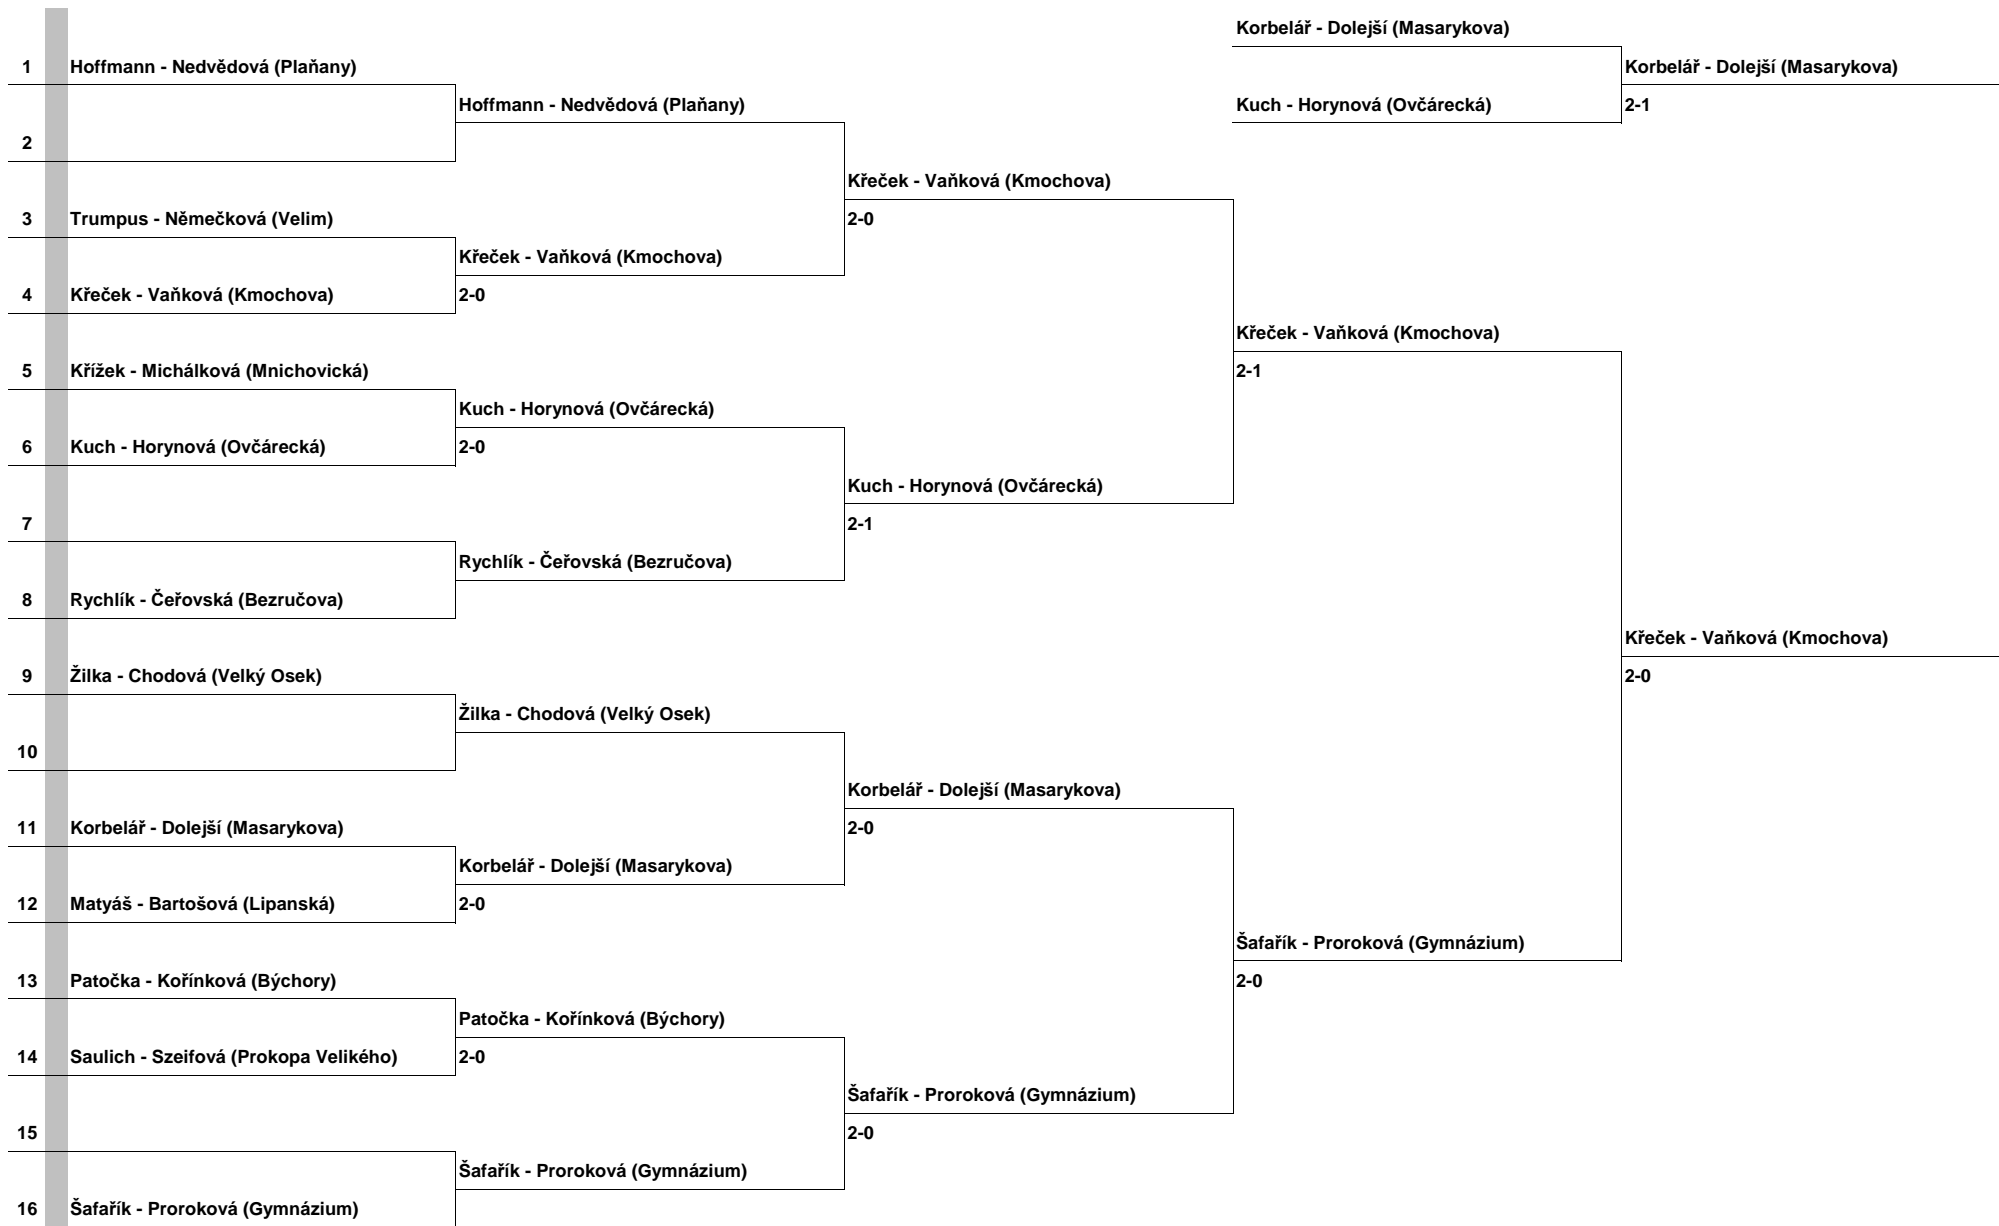 Korbelář - Dolejší (Masarykova)
1 Hoffmann - Nedvědová (Plaňany) Korbelář - Dolejší (Masarykova)
Hoffmann - Nedvědová (Plaňany) Kuch - Horynová (Ovčárecká) 2-1
2
Křeček - Vaňková (Kmochova)
3 Trumpus - Němečková (Velim) 2-0
Křeček - Vaňková (Kmochova)
4 Křeček - Vaňková (Kmochova) 2-0
Křeček - Vaňková (Kmochova)
5 Křížek - Michálková (Mnichovická) 2-1
Kuch - Horynová (Ovčárecká)
6 Kuch - Horynová (Ovčárecká) 2-0
Kuch - Horynová (Ovčárecká)
7 2-1
Rychlík - Čeřovská (Bezručova)
8 Rychlík - Čeřovská (Bezručova)
Křeček - Vaňková (Kmochova)
9 Žilka - Chodová (Velký Osek) 2-0
Žilka - Chodová (Velký Osek)
10
Korbelář - Dolejší (Masarykova)
11 Korbelář - Dolejší (Masarykova) 2-0
Korbelář - Dolejší (Masarykova)
12 Matyáš - Bartošová (Lipanská) 2-0
Šafařík - Proroková (Gymnázium)
13 Patočka - Kořínková (Býchory) 2-0
Patočka - Kořínková (Býchory)
14 Saulich - Szeifová (Prokopa Velikého) 2-0
Šafařík - Proroková (Gymnázium)
15 2-0
Šafařík - Proroková (Gymnázium)
16 Šafařík - Proroková (Gymnázium)